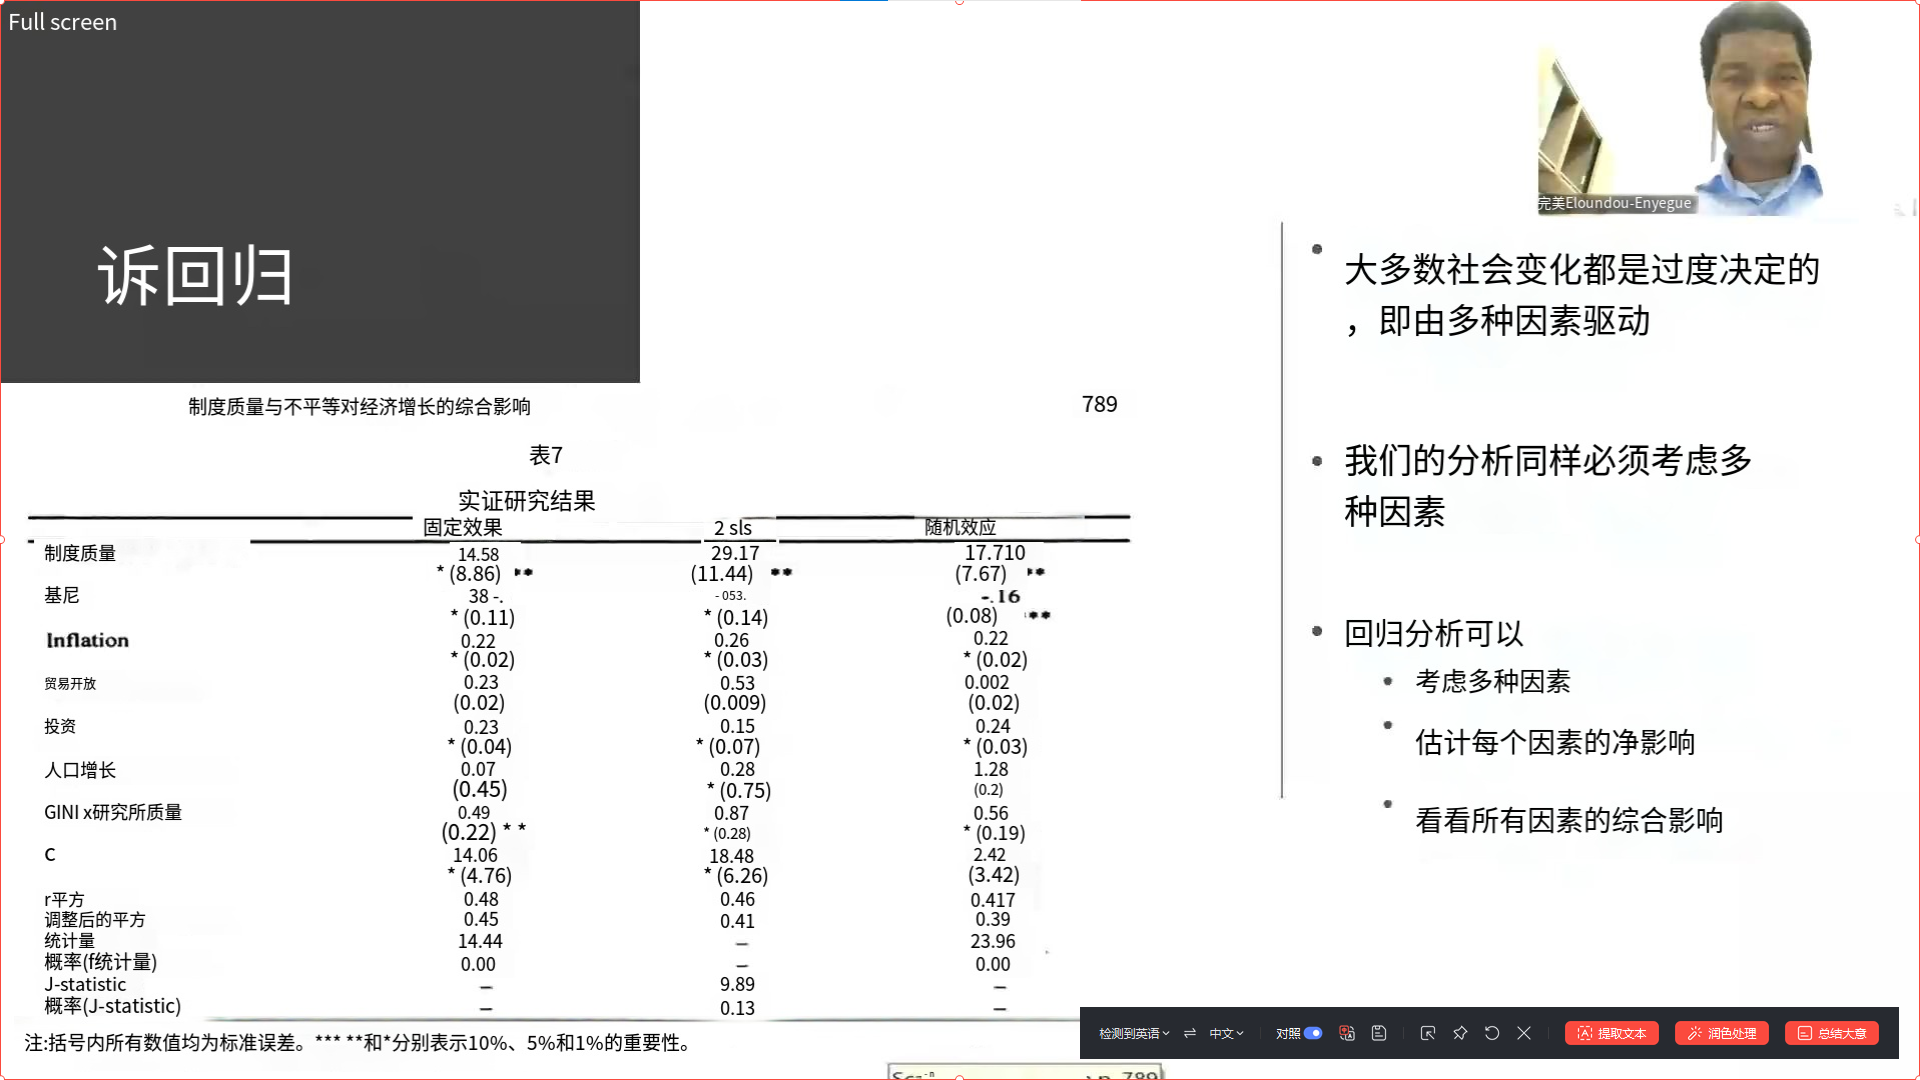 Full screen
完美Eloundou-Enyegue
诉回归
制度质量与不平等对经济增长的综合影响 789
表7
实证研究结果
固定效果 2 sls 随机效应
制度质量 14.58 29.17 17.710
* (8.86) ** (11.44) ** (7.67) **
基尼 38 -. - 053. -.16
* (0.11) * (0.14) (0.08) **
Inflation 0.22 0.26 0.22
* (0.02) * (0.03) * (0.02)
贸易开放 0.23 0.53 0.002
(0.02) (0.009) (0.02)
投资 0.23 0.15 0.24
* (0.04) * (0.07) * (0.03)
人口增长 0.07 0.28 1.28
(0.45) * (0.75) (0.2)
GINI x研究所质量 0.49 0.87 0.56
(0.22) * * * (0.28) * (0.19)
C 14.06 18.48 2.42
* (4.76) * (6.26) (3.42)
r平方 0.48 0.46 0.417
调整后的平方 0.45 0.41 0.39
统计量 14.44 – 23.96
概率(f统计量) 0.00 – 0.00
J-statistic – 9.89 –
概率(J-statistic) – 0.13 –
注:括号内所有数值均为标准误差。*** **和*分别表示10%、5%和1%的重要性。
大多数社会变化都是过度决定的
，即由多种因素驱动
我们的分析同样必须考虑多
种因素
回归分析可以
考虑多种因素
估计每个因素的净影响
看看所有因素的综合影响
检测到英语 中文 对照 提取文本 润色处理 总结大意